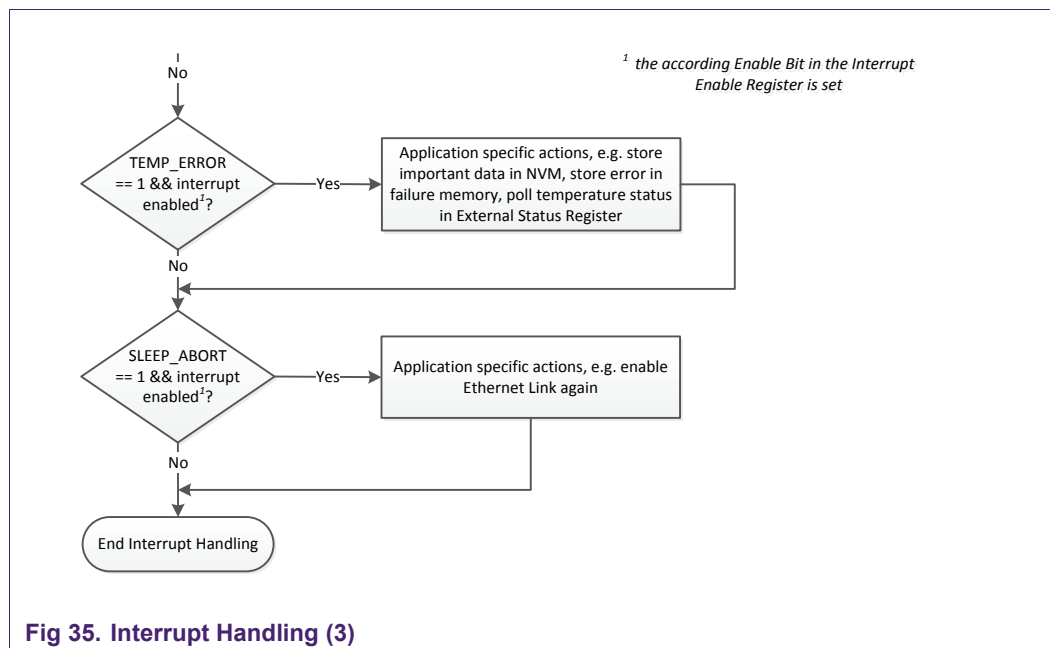 No
¹ the according Enable Bit in the Interrupt
Enable Register is set
TEMP_ERROR
== 1 && interrupt
enabled¹?
Yes
Application specific actions, e.g. store
important data in NVM, store error in
failure memory, poll temperature status
in External Status Register
No
SLEEP_ABORT
== 1 && interrupt
enabled¹?
Yes
Application specific actions, e.g. enable
Ethernet Link again
No
End Interrupt Handling
Fig 35. Interrupt Handling (3)